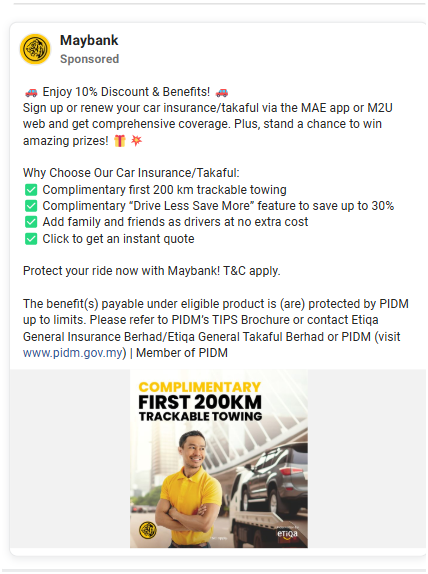 Maybank
Sponsored
🚗 Enjoy 10% Discount & Benefits! 🚗
Sign up or renew your car insurance/takaful via the MAE app or M2U
web and get comprehensive coverage. Plus, stand a chance to win
amazing prizes! 🎁 💥
Why Choose Our Car Insurance/Takaful:
✅ Complimentary first 200 km trackable towing
✅ Complimentary “Drive Less Save More” feature to save up to 30%
✅ Add family and friends as drivers at no extra cost
✅ Click to get an instant quote
Protect your ride now with Maybank! T&C apply.
The benefit(s) payable under eligible product is (are) protected by PIDM
up to limits. Please refer to PIDM’s TIPS Brochure or contact Etiqa
General Insurance Berhad/Etiqa General Takaful Berhad or PIDM (visit
www.pidm.gov.my) | Member of PIDM
COMPLIMENTARY
FIRST 200KM
TRACKABLE TOWING
etiqa